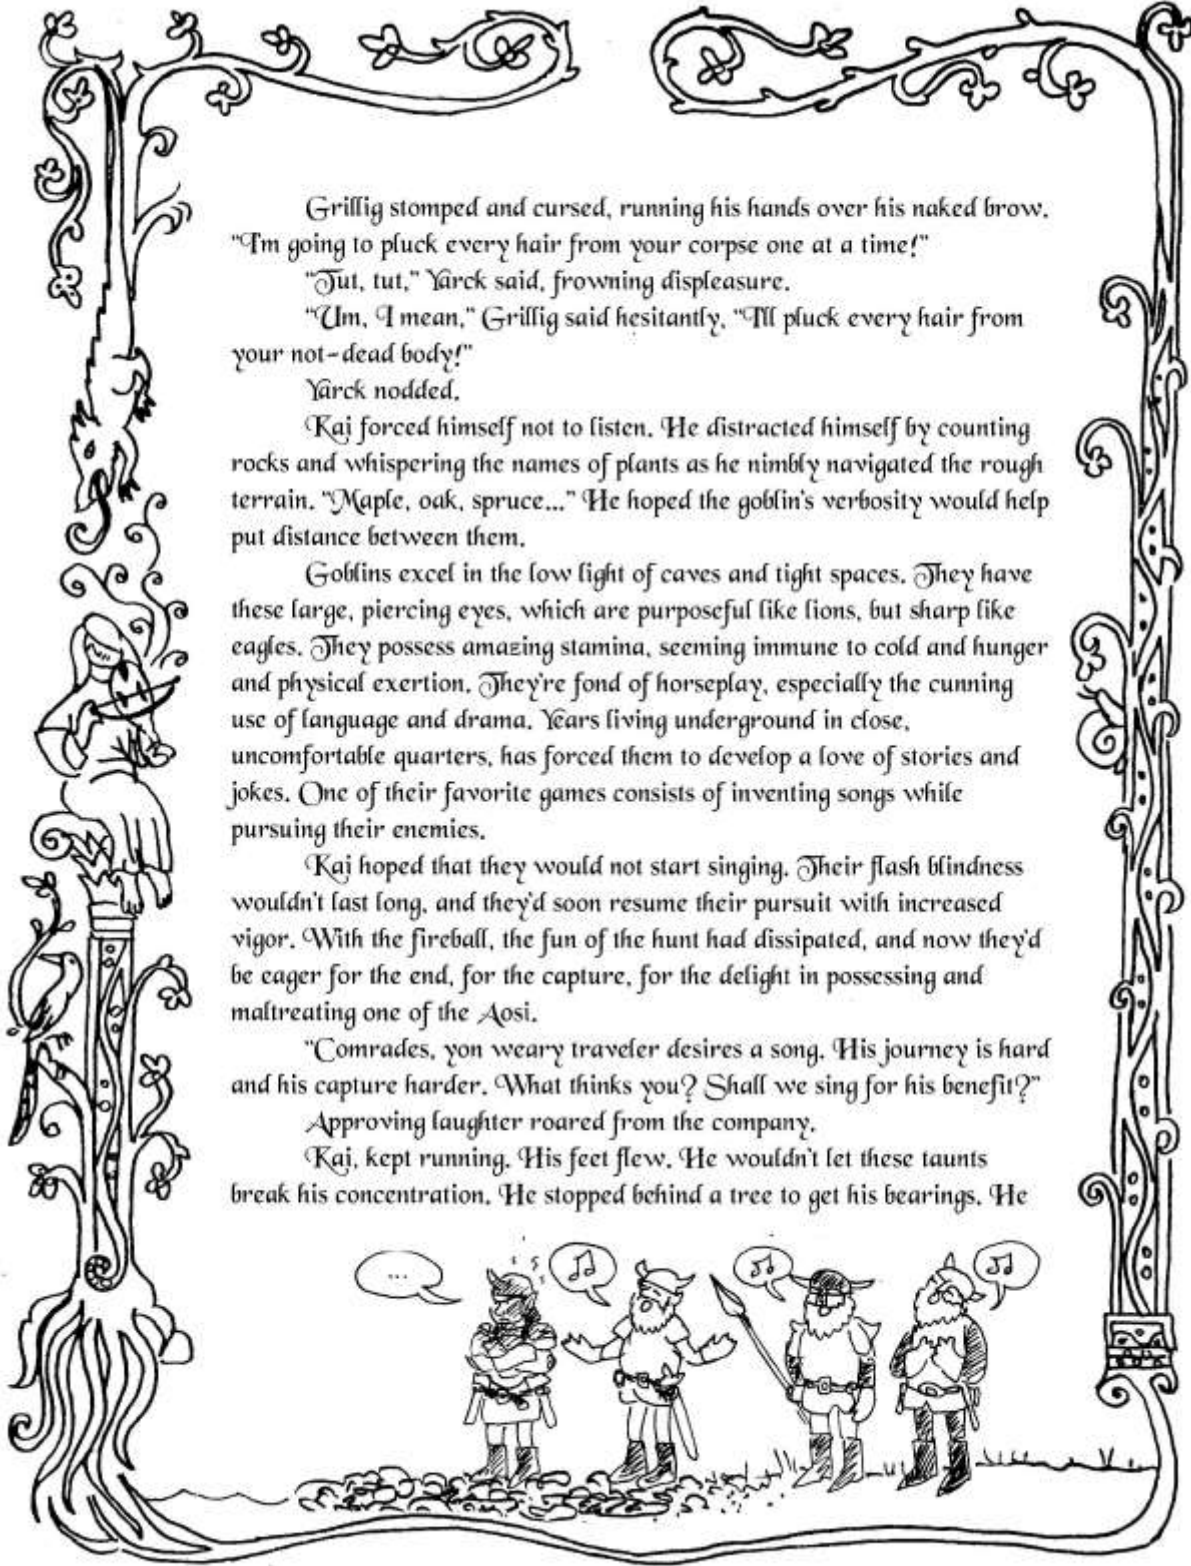 Grillig stomped and cursed, running his hands over his naked brow.
"I'm going to pluck every hair from your corpse one at a time!"
"Tut, tut," Yarck said, frowning displeasure.
"Um, I mean," Grillig said hesitantly, "I'll pluck every hair from
your not-dead body!"
Yarck nodded.
Kai forced himself not to listen. He distracted himself by counting
rocks and whispering the names of plants as he nimbly navigated the rough
terrain. "Maple, oak, spruce..." He hoped the goblin's verbosity would help
put distance between them.
Goblins excel in the low light of caves and tight spaces. They have
these large, piercing eyes, which are purposeful like lions, but sharp like
eagles. They possess amazing stamina, seeming immune to cold and hunger
and physical exertion. They're fond of horseplay, especially the cunning
use of language and drama. Years living underground in close,
uncomfortable quarters, has forced them to develop a love of stories and
jokes. One of their favorite games consists of inventing songs while
pursuing their enemies.
Kai hoped that they would not start singing. Their flash blindness
wouldn't last long, and they'd soon resume their pursuit with increased
vigor. With the fireball, the fun of the hunt had dissipated, and now they'd
be eager for the end, for the capture, for the delight in possessing and
maltreating one of the Aosi.
"Comrades, yon weary traveler desires a song. His journey is hard
and his capture harder. What thinks you? Shall we sing for his benefit?"
Approving laughter roared from the company.
Kai, kept running. His feet flew. He wouldn't let these taunts
break his concentration. He stopped behind a tree to get his bearings. He
...